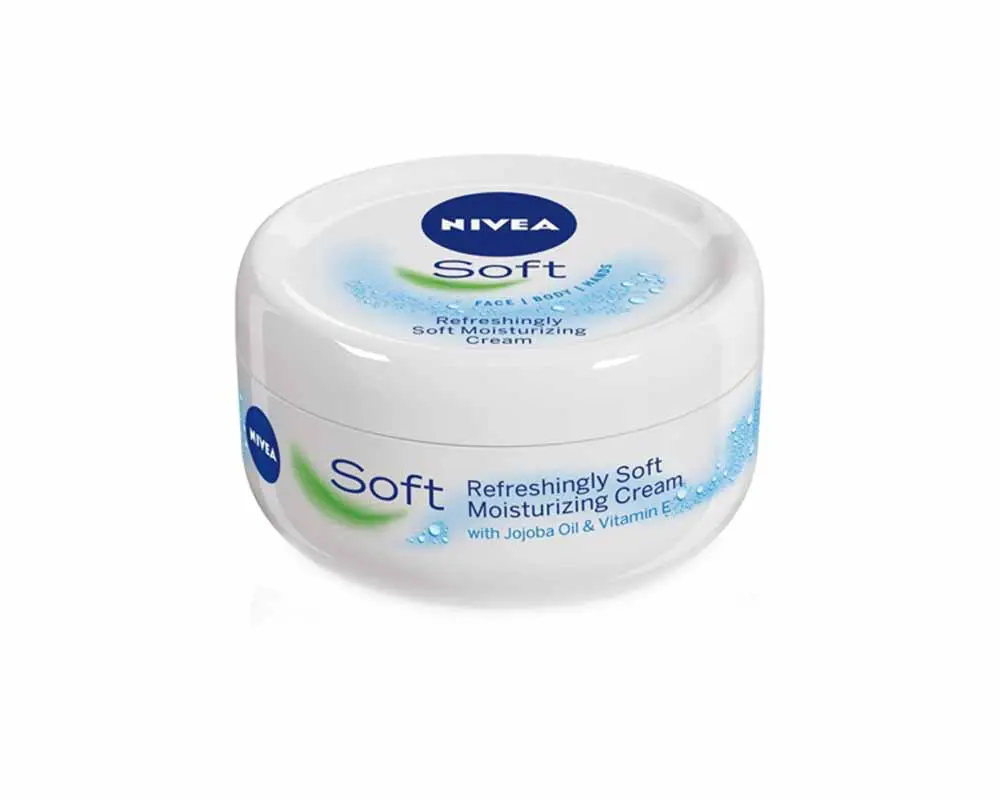 NIVEA
Soft
FACE | BODY | HANDS
Refreshingly
Soft Moisturizing
Cream
NIVEA
Soft
Refreshingly Soft
Moisturizing Cream
with Jojoba Oil & Vitamin E